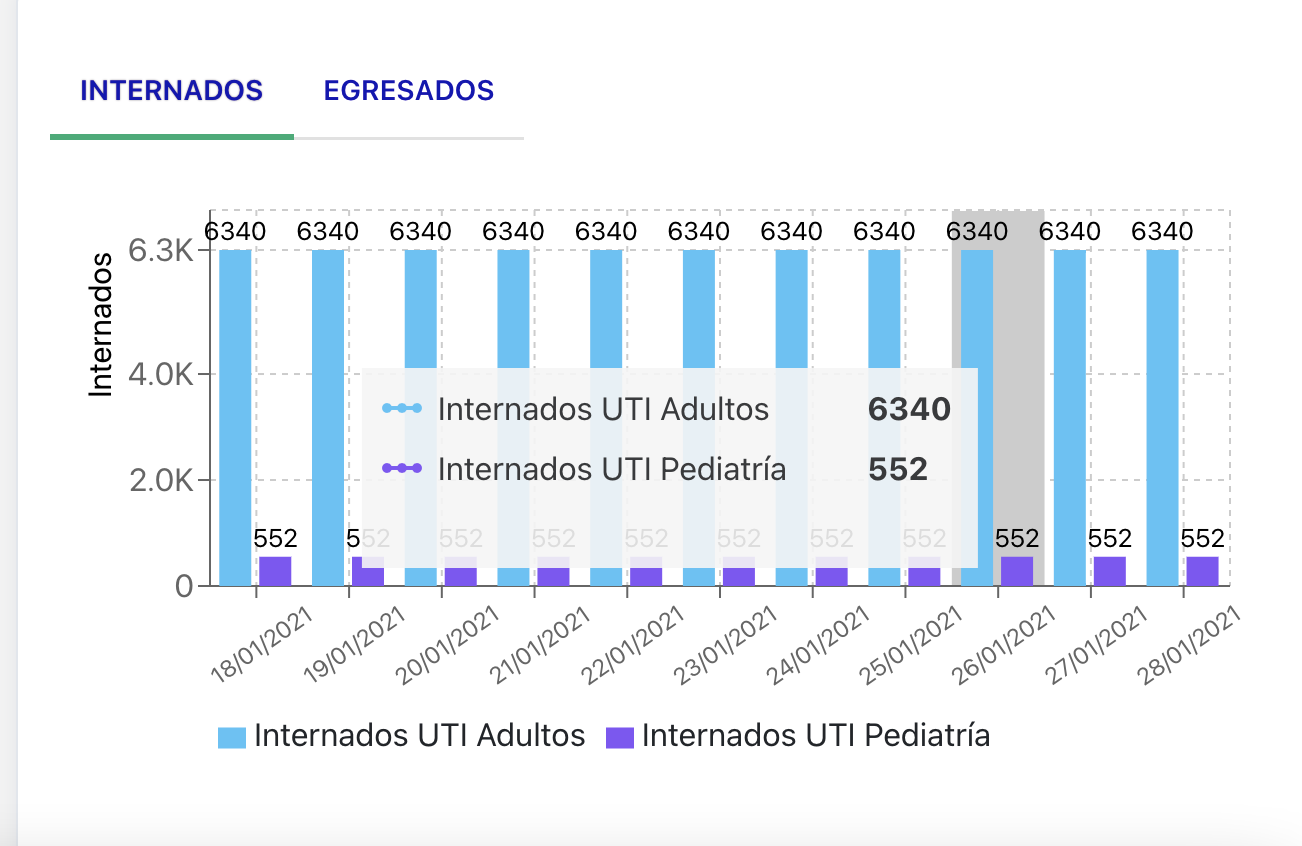 INTERNADOS EGRESADOS
6340 6340 6340 6340 6340 6340 6340 6340 6340 6340 6340
6.3K
Internados
4.0K
Internados UTI Adultos 6340
Internados UTI Pediatría 552
2.0K
552 552 552 552 552 552 552 552 552 552 552
0
18/01/2021 19/01/2021 20/01/2021 21/01/2021 22/01/2021 23/01/2021 24/01/2021 25/01/2021 26/01/2021 27/01/2021 28/01/2021
Internados UTI Adultos Internados UTI Pediatría